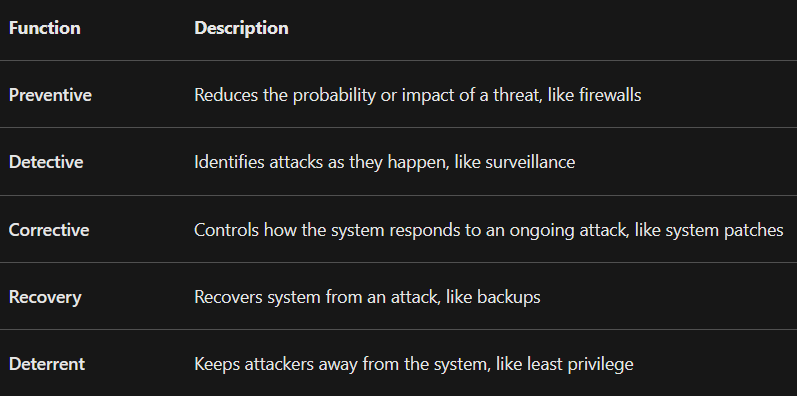 Function Description
Preventive Reduces the probability or impact of a threat, like firewalls
Detective Identifies attacks as they happen, like surveillance
Corrective Controls how the system responds to an ongoing attack, like system patches
Recovery Recovers system from an attack, like backups
Deterrent Keeps attackers away from the system, like least privilege